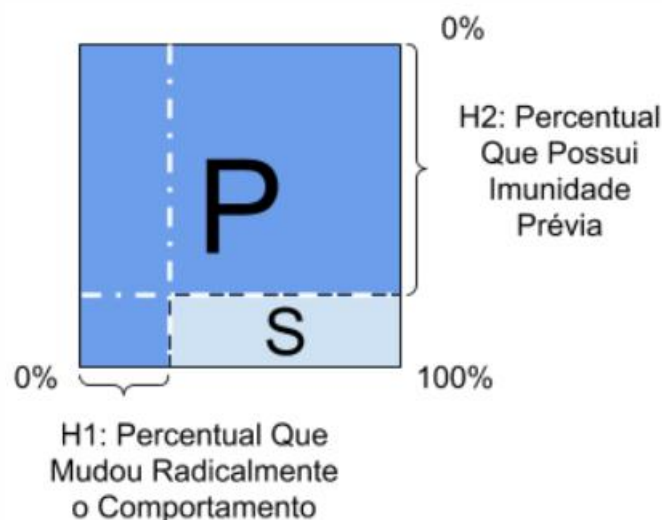 0%
H2: Percentual
Que Possui
Imunidade
Prévia
P
S
0%
100%
H1: Percentual Que
Mudou Radicalmente
o Comportamento